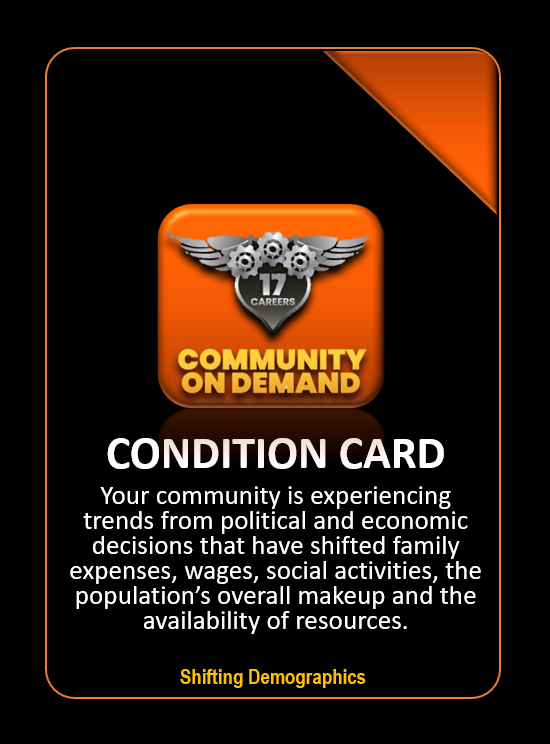 17
CAREERS
COMMUNITY
ON DEMAND
CONDITION CARD
Your community is experiencing
trends from political and economic
decisions that have shifted family
expenses, wages, social activities, the
population’s overall makeup and the
availability of resources.
Shifting Demographics